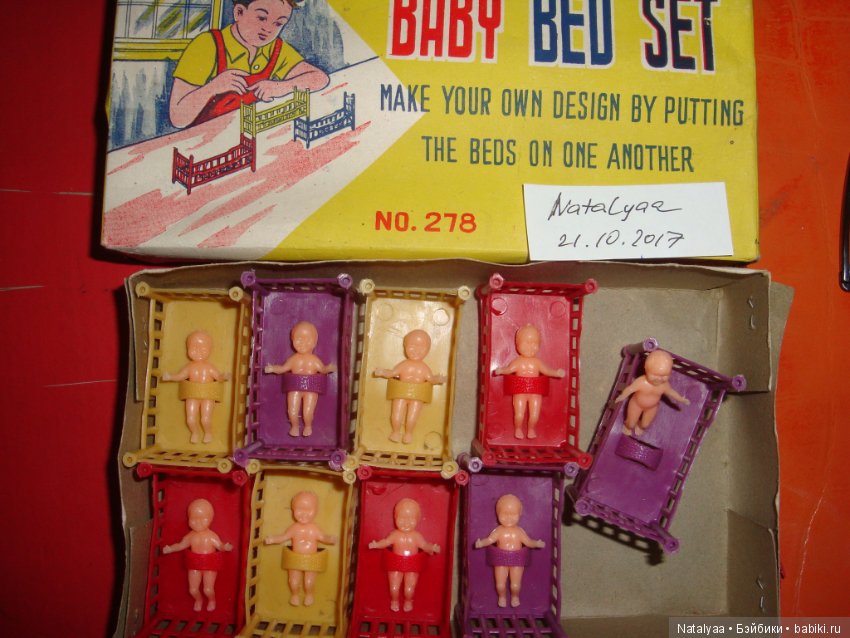 BABY BED SET
MAKE YOUR OWN DESIGN BY PUTTING
THE BEDS ON ONE ANOTHER
NO. 278
Natalyaa
21.10.2017
Natalyaa • Бэйбики • babiki.ru